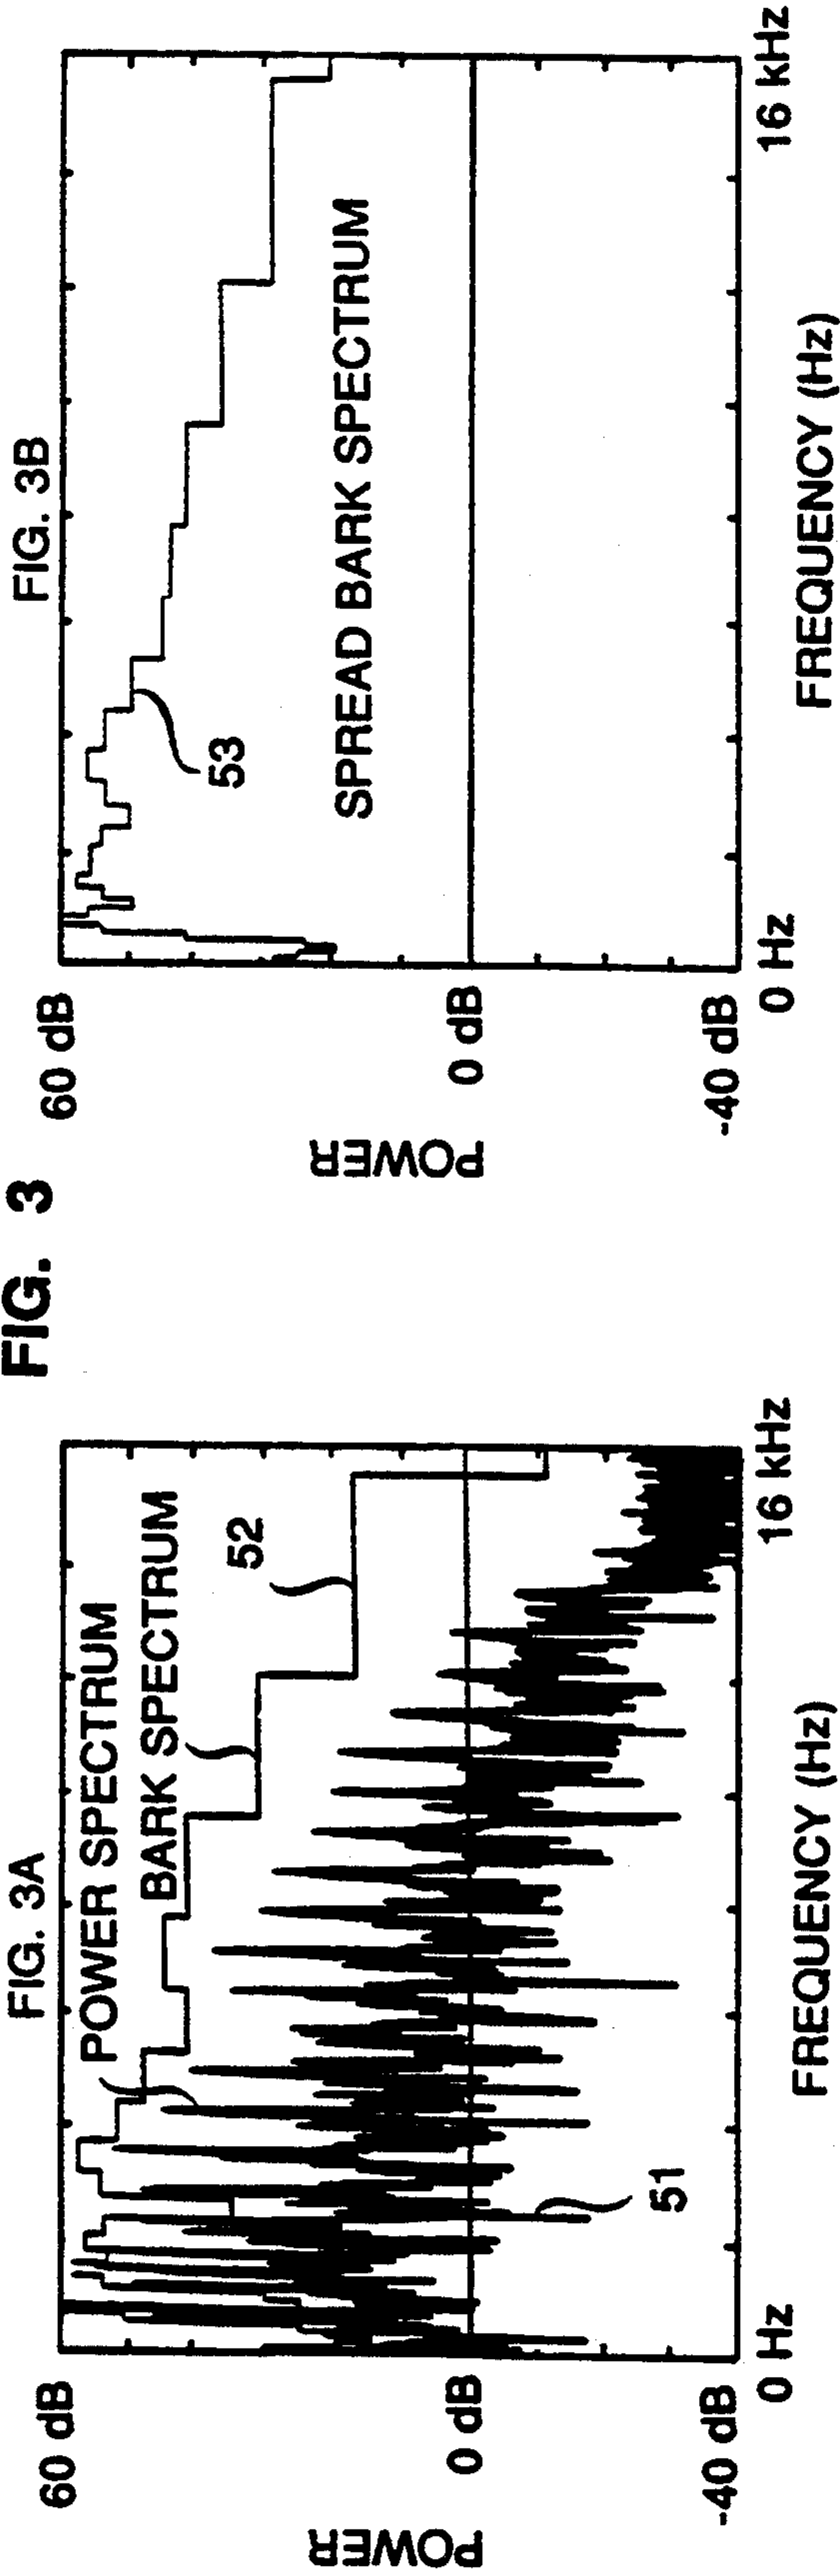 FIG. 3
FIG. 3A
60 dB
0 dB
-40 dB
POWER
POWER SPECTRUM
BARK SPECTRUM
52
51
0 Hz
16 kHz
FREQUENCY (Hz)
FIG. 3B
60 dB
0 dB
-40 dB
POWER
53
SPREAD BARK SPECTRUM
0 Hz
16 kHz
FREQUENCY (Hz)